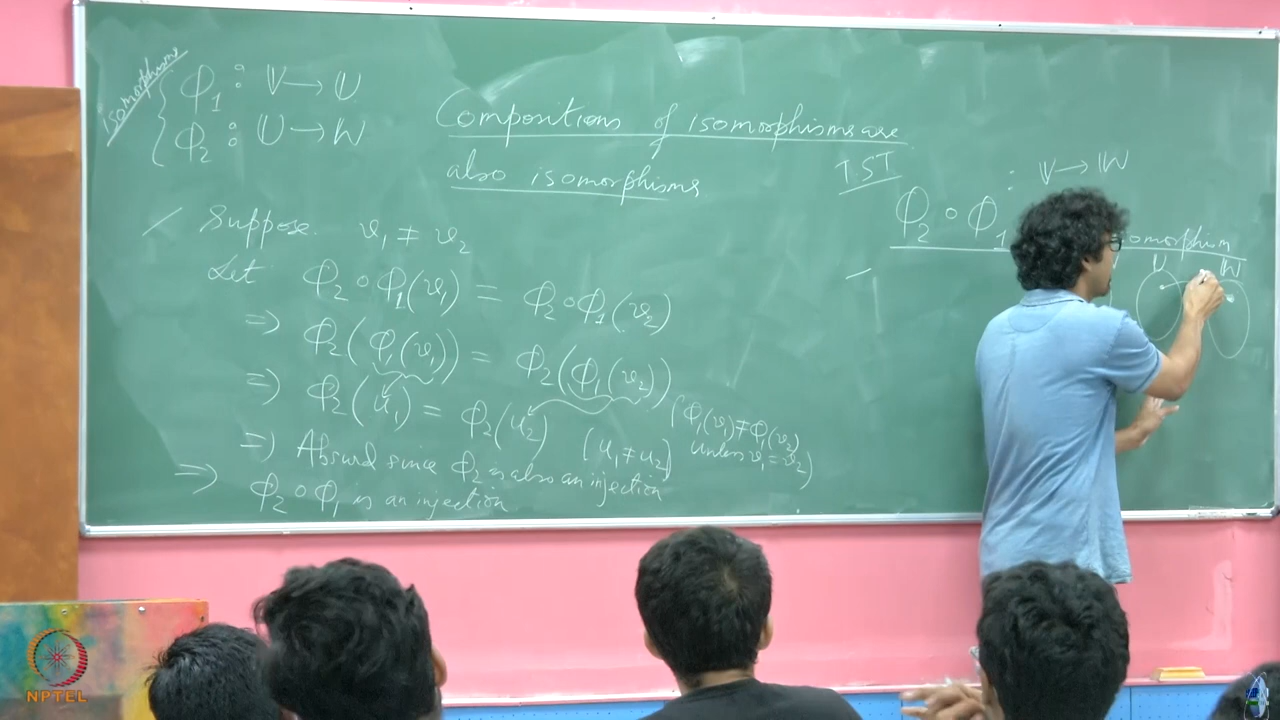 isomorphisms
φ₁ : V → U
φ₂ : U → W
Compositions of isomorphisms are
also isomorphisms
T.S.T
V → W
φ₂ ∘ φ₁ omorphism
U W
Suppose v₁ ≠ v₂
Let φ₂ ∘ φ₁(v₁) = φ₂ ∘ φ₁(v₂)
⇒ φ₂(φ₁(v₁)) = φ₂(φ₁(v₂))
⇒ φ₂(u₁) = φ₂(u₂) (u₁ ≠ u₂) (φ₁(v₁) ≠ φ₁(v₂)
unless v₁ = v₂)
⇒ Absurd since φ₂ is also an injection
⇒ φ₂ ∘ φ₁ is an injection
NPTEL